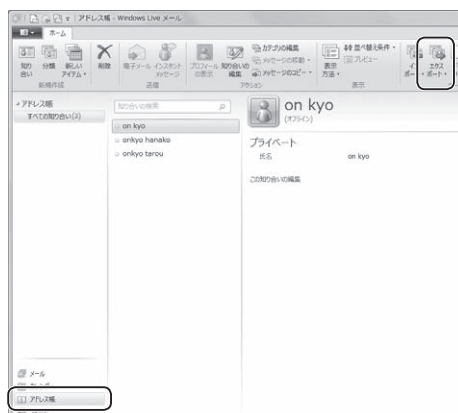 アドレス帳 - Windows Live メール
ホーム
知り合い
分類
新しいアイテム
削除
電子メール
インスタントメッセージ
プロフィールの表示
知り合いの編集
カテゴリの編集
メッセージの移動
メッセージのコピー
表示方法
並べ替え条件
プレビュー
エクスポート
新規作成
送信
アクション
表示
アドレス帳
すべての知り合い(3)
知り合いの検索
on kyo
onkyo hanako
onkyo tarou
on kyo
(オフライン)
プライベート
氏名 on kyo
この知り合いの編集
メール
アドレス帳